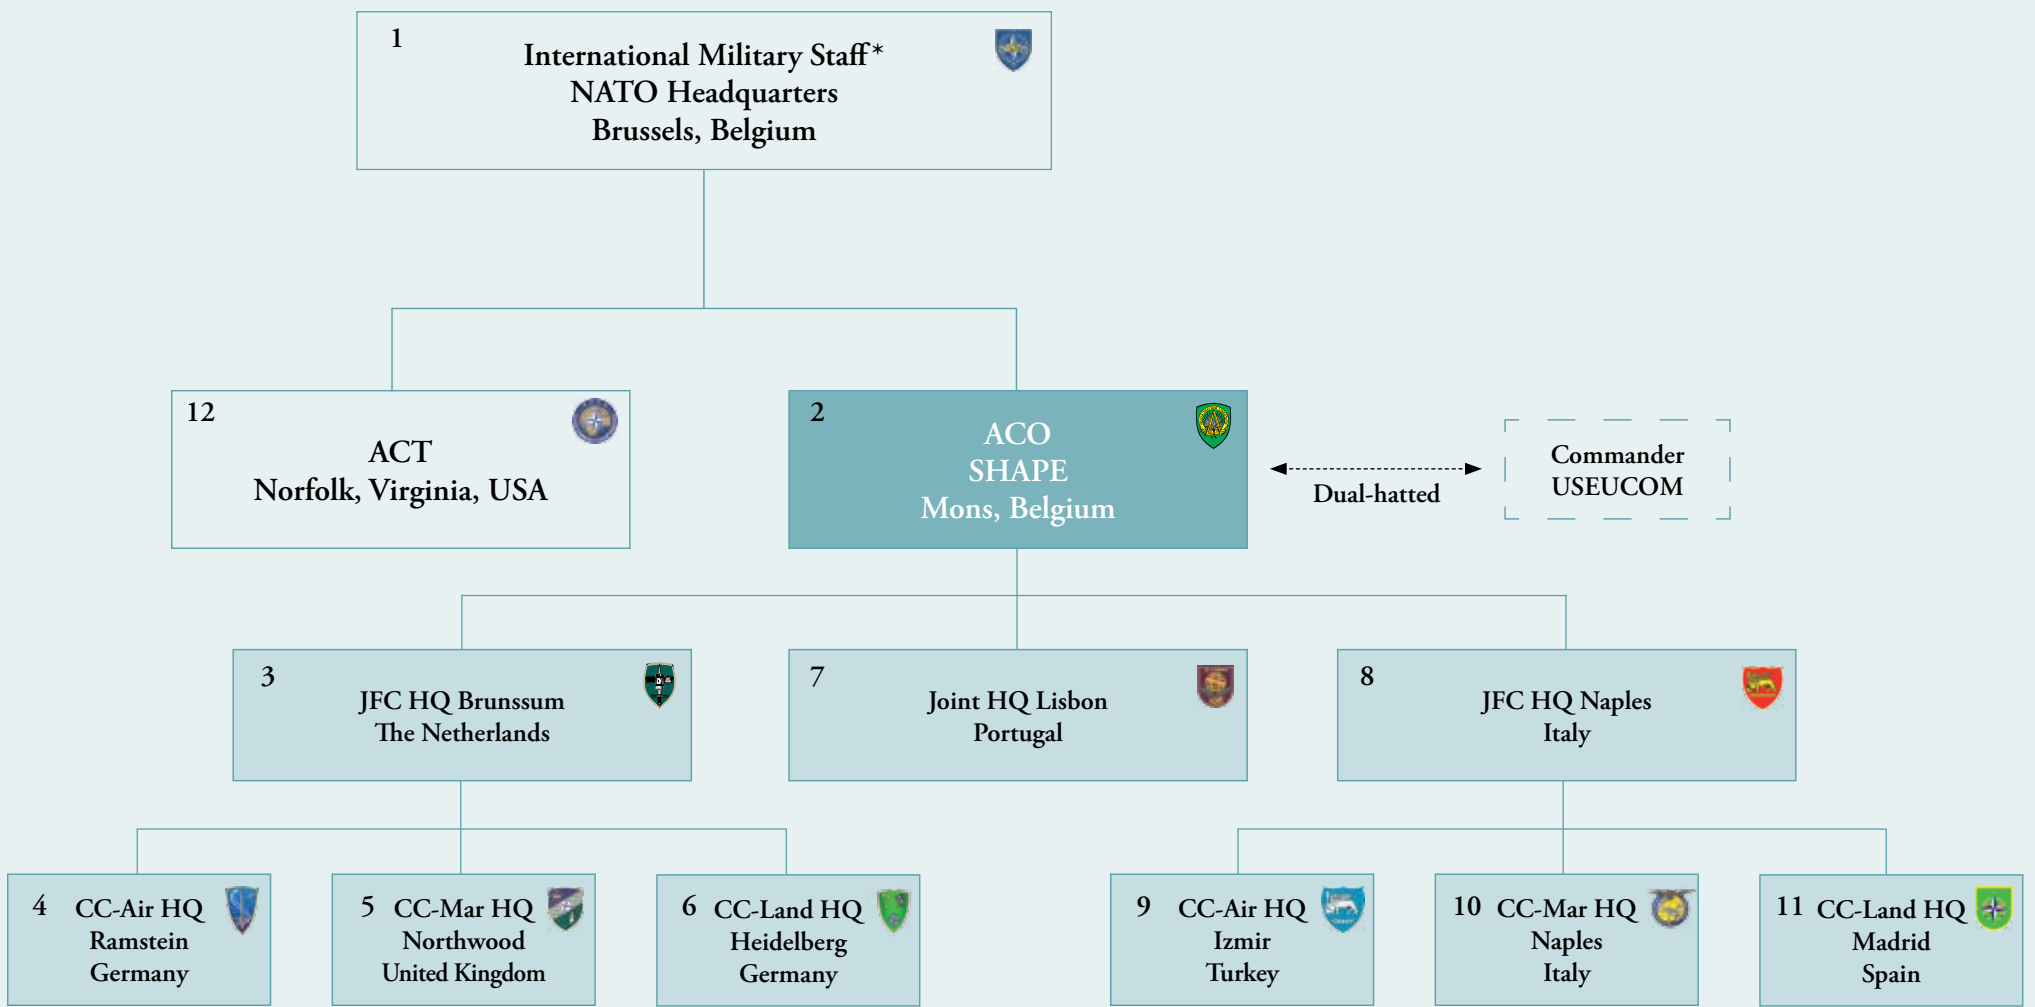 1
International Military Staff*
NATO Headquarters
Brussels, Belgium
12
ACT
Norfolk, Virginia, USA
2
ACO
SHAPE
Mons, Belgium
Dual-hatted
Commander
USEUCOM
3
JFC HQ Brunssum
The Netherlands
7
Joint HQ Lisbon
Portugal
8
JFC HQ Naples
Italy
4 CC-Air HQ
Ramstein
Germany
5 CC-Mar HQ
Northwood
United Kingdom
6 CC-Land HQ
Heidelberg
Germany
9 CC-Air HQ
Izmir
Turkey
10 CC-Mar HQ
Naples
Italy
11 CC-Land HQ
Madrid
Spain